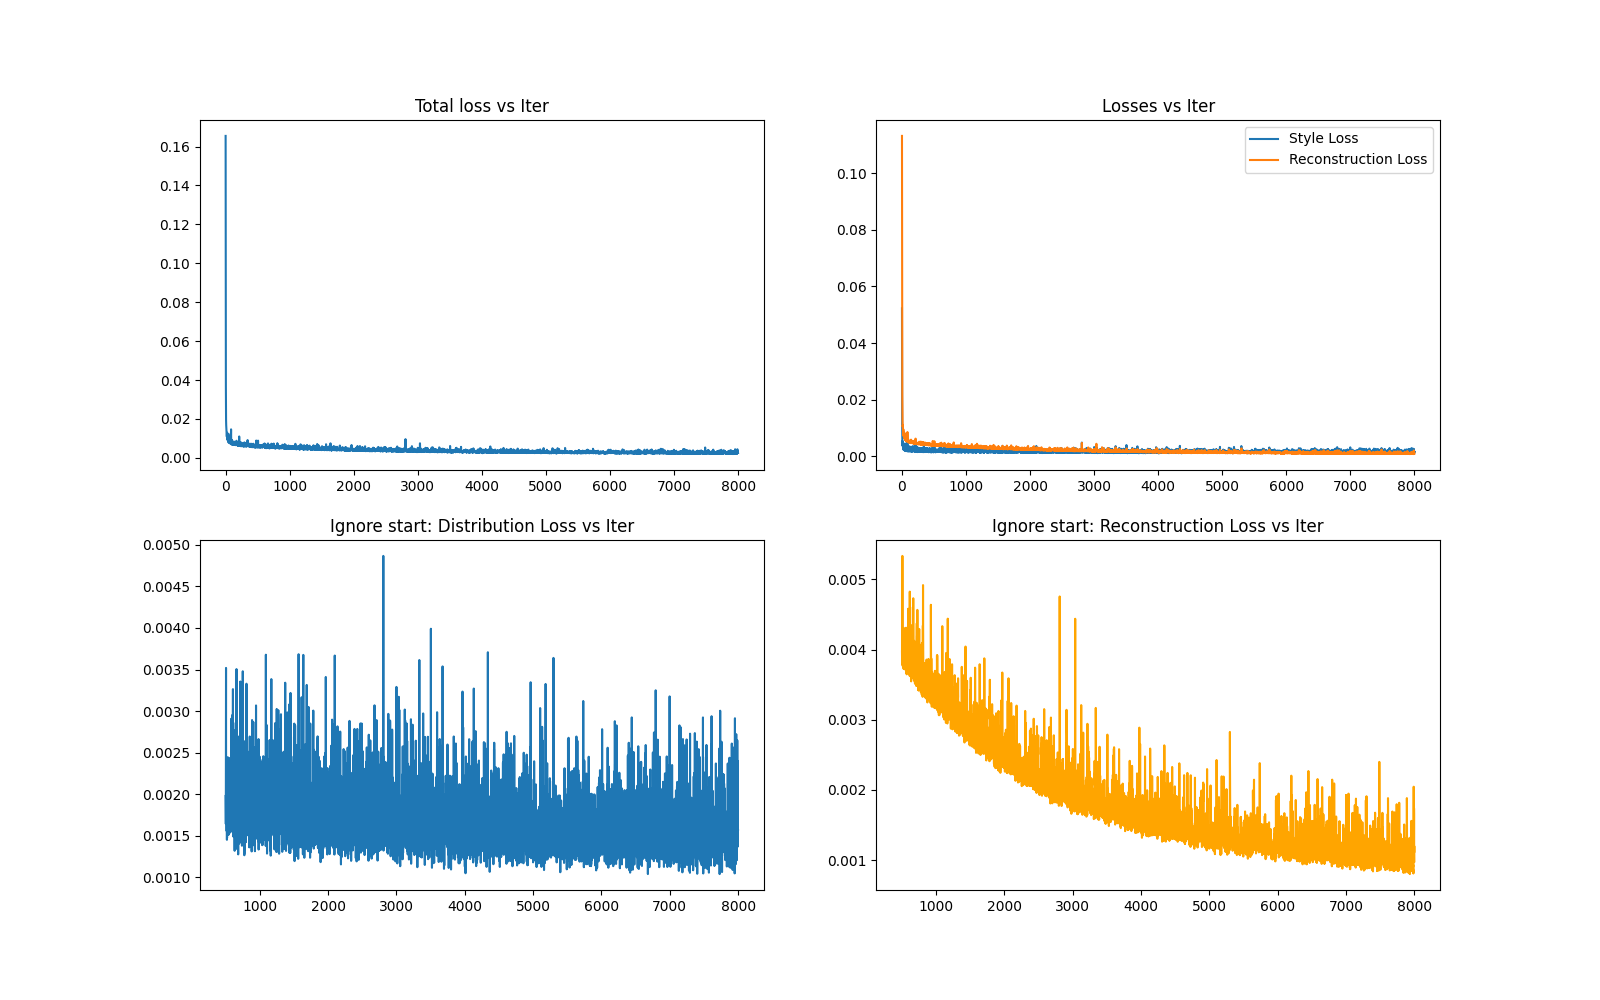 Total loss vs Iter
0.16
0.14
0.12
0.10
0.08
0.06
0.04
0.02
0.00
0 1000 2000 3000 4000 5000 6000 7000 8000
Losses vs Iter
Style Loss
Reconstruction Loss
0.10
0.08
0.06
0.04
0.02
0.00
0 1000 2000 3000 4000 5000 6000 7000 8000
Ignore start: Distribution Loss vs Iter
0.0050
0.0045
0.0040
0.0035
0.0030
0.0025
0.0020
0.0015
0.0010
1000 2000 3000 4000 5000 6000 7000 8000
Ignore start: Reconstruction Loss vs Iter
0.005
0.004
0.003
0.002
0.001
1000 2000 3000 4000 5000 6000 7000 8000